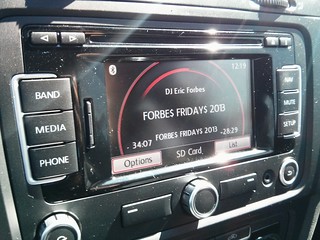 12:19
DJ Eric Forbes
BAND
FORBES FRIDAYS 2013
MUTE
MEDIA
FORBES FRIDAYS 2013
SETUP
34:07 -28:29
PHONE
Options SD Card List